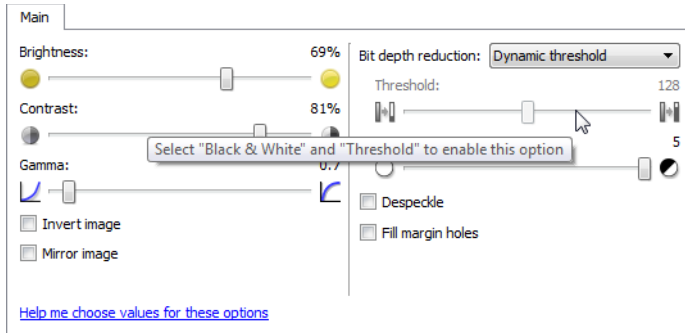 Main
Brightness: 69%
Contrast: 81%
Gamma: 0.7
Invert image
Mirror image
Help me choose values for these options
Bit depth reduction: Dynamic threshold
Threshold: 128
Select "Black & White" and "Threshold" to enable this option
5
Despeckle
Fill margin holes